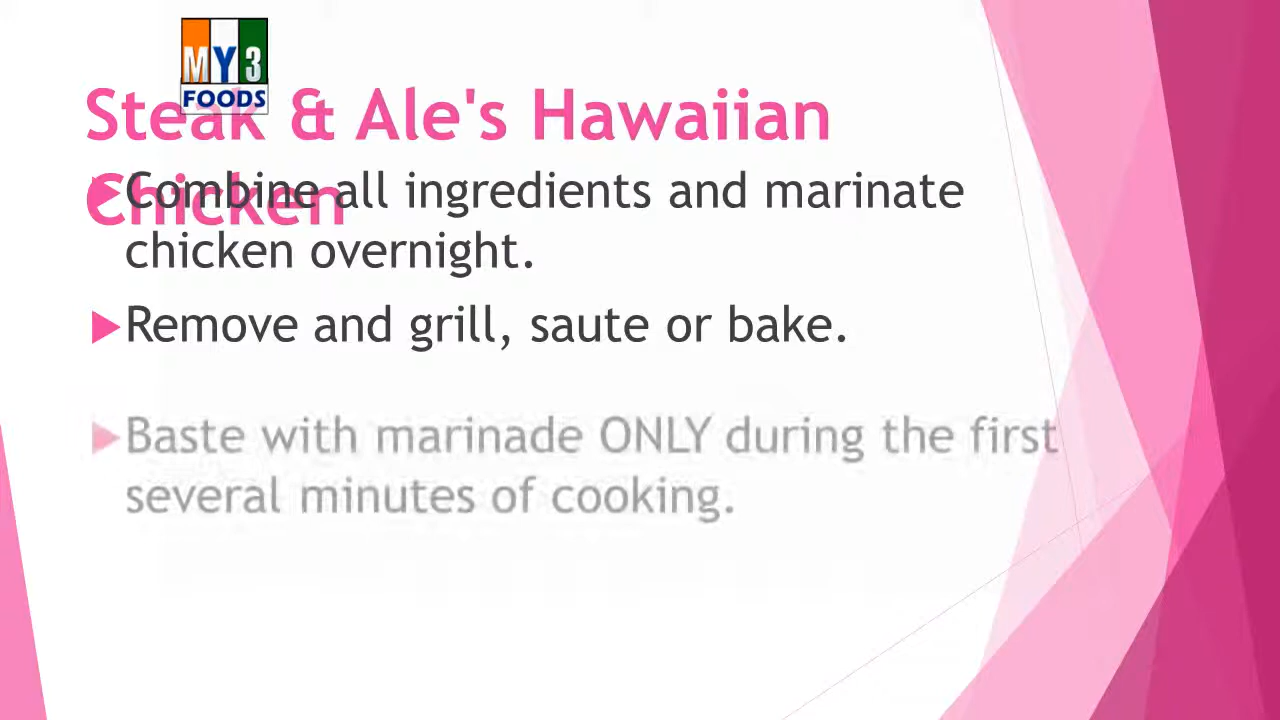 MY3
FOODS
Steak & Ale's Hawaiian
Chicken
Combine all ingredients and marinate
chicken overnight.
Remove and grill, saute or bake.
Baste with marinade ONLY during the first
several minutes of cooking.